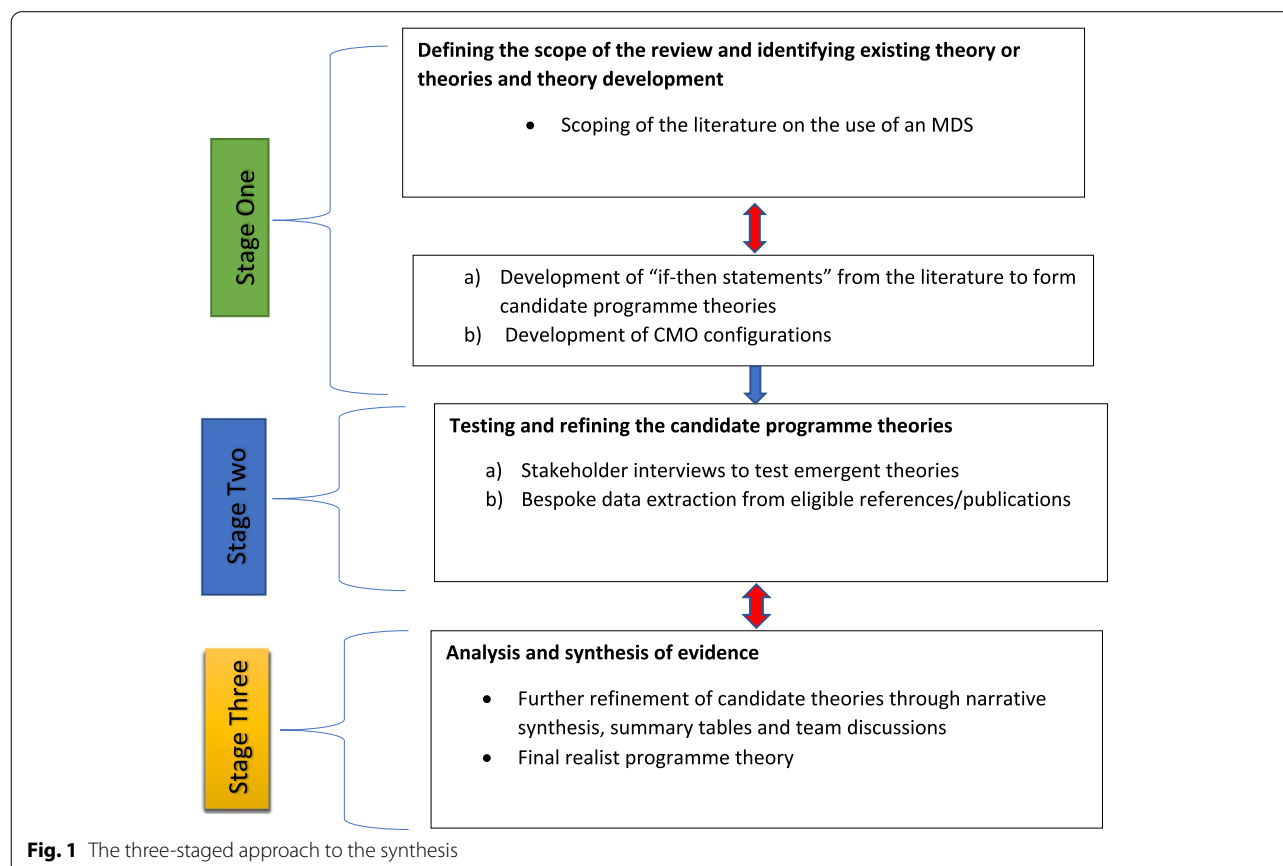 Defining the scope of the review and identifying existing theory or
theories and theory development
• Scoping of the literature on the use of an MDS
Stage One
a) Development of “if-then statements” from the literature to form
candidate programme theories
b) Development of CMO configurations
Stage Two
Testing and refining the candidate programme theories
a) Stakeholder interviews to test emergent theories
b) Bespoke data extraction from eligible references/publications
Stage Three
Analysis and synthesis of evidence
• Further refinement of candidate theories through narrative
synthesis, summary tables and team discussions
• Final realist programme theory
Fig. 1 The three-staged approach to the synthesis